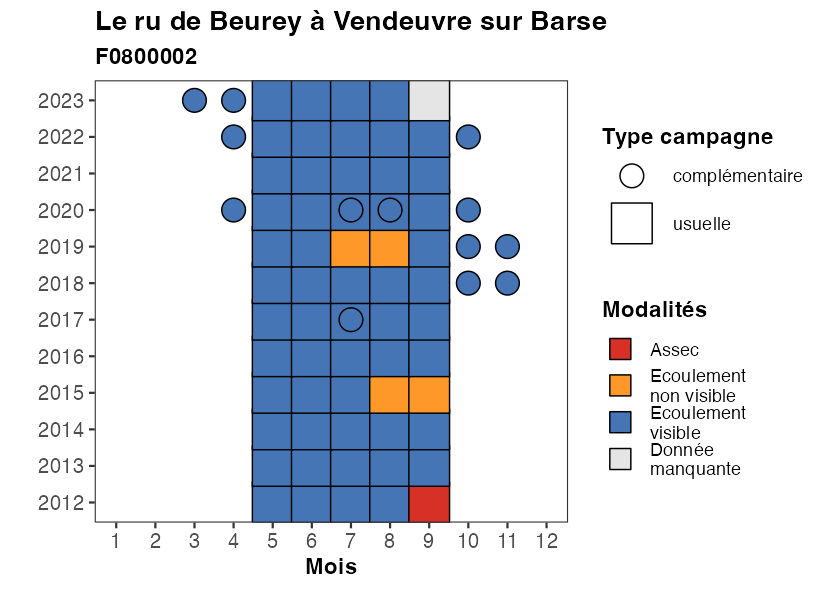 Le ru de Beurey à Vendeuvre sur Barse
F0800002
2023
2022
2021
2020
2019
2018
2017
2016
2015
2014
2013
2012
1 2 3 4 5 6 7 8 9 10 11 12
Mois
Type campagne
complémentaire
usuelle
Modalités
Assec
Ecoulement
non visible
Ecoulement
visible
Donnée
manquante